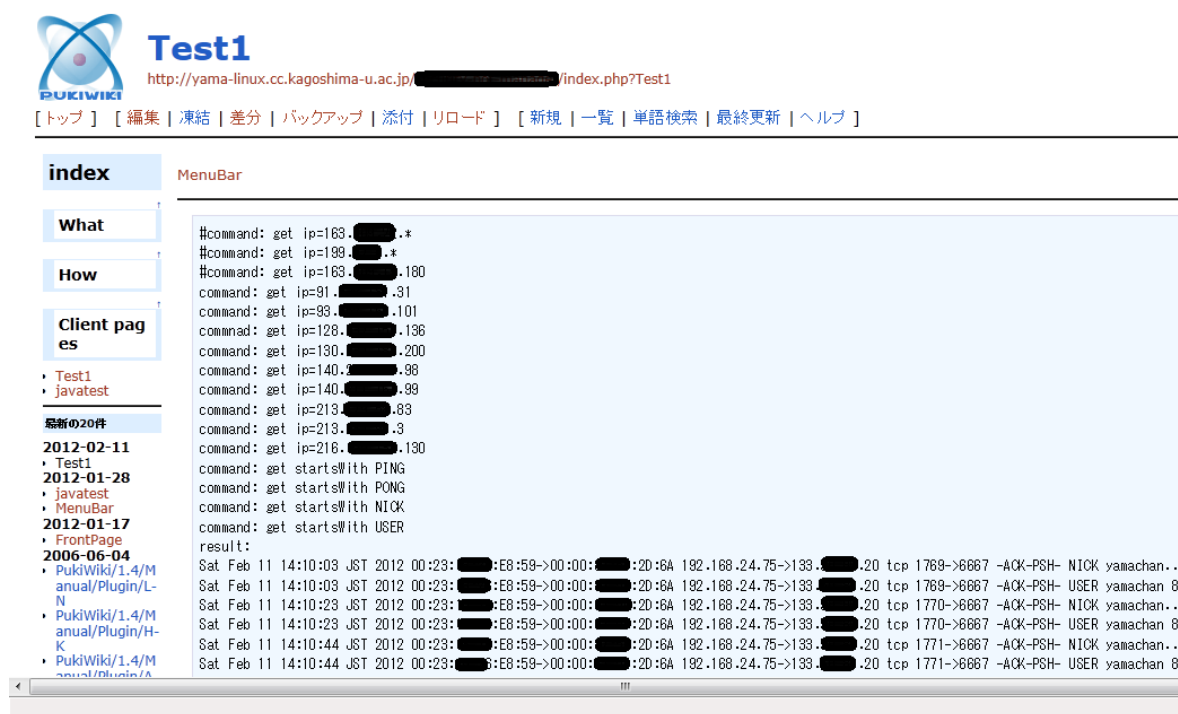 PUKIWIKI
Test1
http://yama-linux.cc.kagoshima-u.ac.jp/ /index.php?Test1
[ トップ ] [ 編集 | 凍結 | 差分 | バックアップ | 添付 | リロード ] [ 新規 | 一覧 | 単語検索 | 最終更新 | ヘルプ ]
index
↑
What
↑
How
↑
Client pag
es
Test1
javatest
最新の20件
2012-02-11
Test1
2012-01-28
javatest
MenuBar
2012-01-17
FrontPage
2006-06-04
PukiWiki/1.4/M
anual/Plugin/L-
N
PukiWiki/1.4/M
anual/Plugin/H-
K
PukiWiki/1.4/M
anual/Plugin/A
MenuBar
#command: get ip=163. .*
#command: get ip=199. .*
#command: get ip=163. .180
command: get ip=91. .31
command: get ip=93. .101
commnad: get ip=128. .136
command: get ip=130. .200
command: get ip=140. .98
command: get ip=140. .99
command: get ip=213. .83
command: get ip=213. .3
command: get ip=216. .130
command: get startsWith PING
command: get startsWith PONG
command: get startsWith NICK
command: get startsWith USER
result:
Sat Feb 11 14:10:03 JST 2012 00:23: :E8:59->00:00: :2D:6A 192.168.24.75->133. .20 tcp 1769->6667 -ACK-PSH- NICK yamachan..
Sat Feb 11 14:10:03 JST 2012 00:23: :E8:59->00:00: :2D:6A 192.168.24.75->133. .20 tcp 1769->6667 -ACK-PSH- USER yamachan 8
Sat Feb 11 14:10:23 JST 2012 00:23: :E8:59->00:00: :2D:6A 192.168.24.75->133. .20 tcp 1770->6667 -ACK-PSH- NICK yamachan..
Sat Feb 11 14:10:23 JST 2012 00:23: :E8:59->00:00: :2D:6A 192.168.24.75->133. .20 tcp 1770->6667 -ACK-PSH- USER yamachan 8
Sat Feb 11 14:10:44 JST 2012 00:23: :E8:59->00:00: :2D:6A 192.168.24.75->133. .20 tcp 1771->6667 -ACK-PSH- NICK yamachan..
Sat Feb 11 14:10:44 JST 2012 00:23: :E8:59->00:00: :2D:6A 192.168.24.75->133. .20 tcp 1771->6667 -ACK-PSH- USER yamachan 8